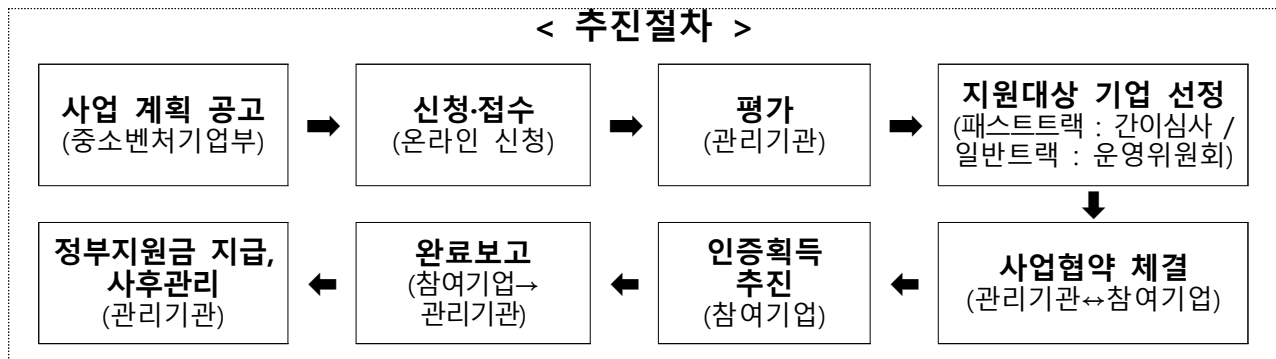 < 추진절차 >
사업 계획 공고
(중소벤처기업부)
신청·접수
(온라인 신청)
평가
(관리기관)
지원대상 기업 선정
(패스트트랙 : 간이심사 /
일반트랙 : 운영위원회)
사업협약 체결
(관리기관↔참여기업)
인증획득
추진
(참여기업)
완료보고
(참여기업→
관리기관)
정부지원금 지급,
사후관리
(관리기관)